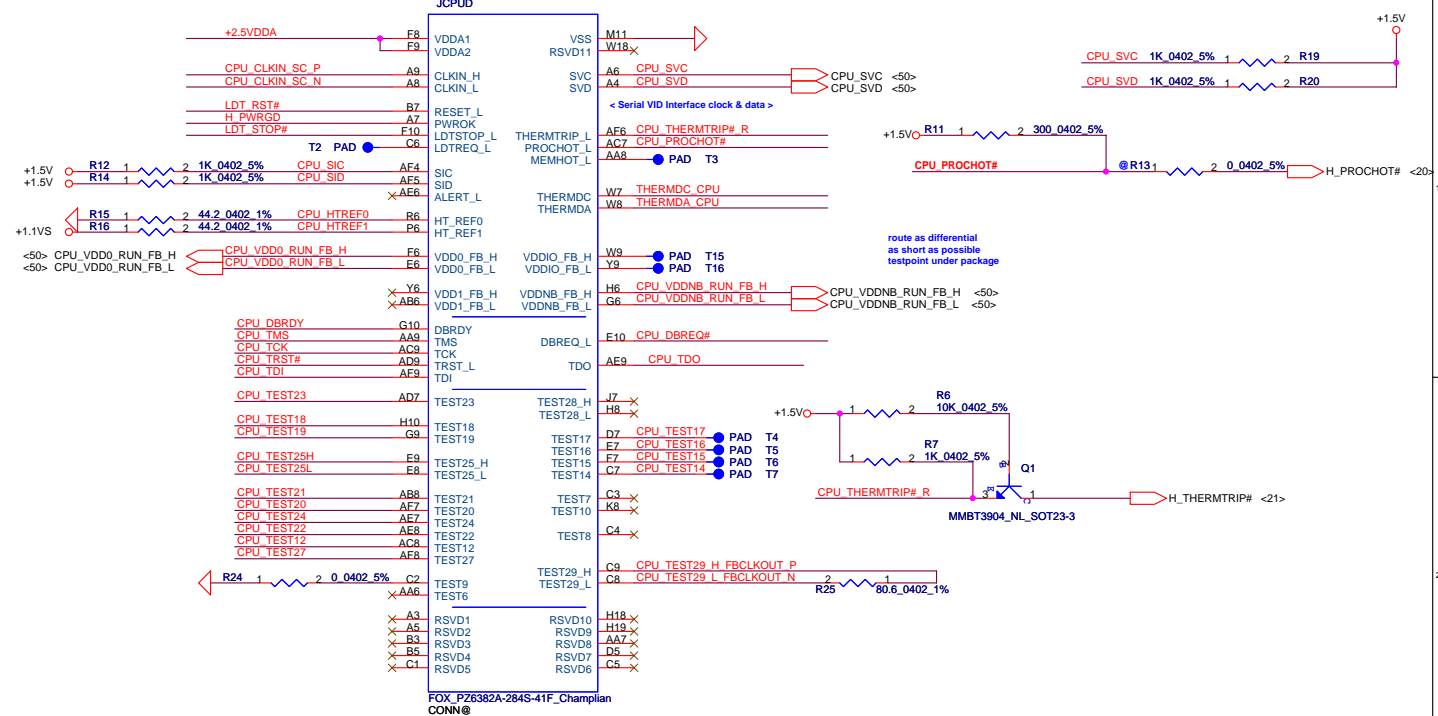 JCPUD
+2.5VDDA F8 VDDA1 VSS M11
F9 VDDA2 RSVD11 W18
+1.5V
CPU_CLKIN_SC_P A9 CLKIN_H SVC A6 CPU_SVC CPU_SVC <50>
CPU_CLKIN_SC_N A8 CLKIN_L SVD A4 CPU_SVD CPU_SVD <50>
CPU_SVC 1K_0402_5% 1 2 R19
CPU_SVD 1K_0402_5% 1 2 R20
< Serial VID Interface clock & data >
LDT_RST# B7 RESET_L
H_PWRGD A7 PWROK
LDT_STOP# F10 LDTSTOP_L THERMTRIP_L AF6 CPU_THERMTRIP#_R
T2 PAD C6 LDTREQ_L PROCHOT_L AC7 CPU_PROCHOT#
MEMHOT_L AA8 PAD T3
+1.5V R11 1 2 300_0402_5%
CPU_PROCHOT# @R13 1 2 0_0402_5% H_PROCHOT# <20>
+1.5V R12 1 2 1K_0402_5% CPU_SIC AF4 SIC
+1.5V R14 1 2 1K_0402_5% CPU_SID AF5 SID
AE6 ALERT_L THERMDC W7 THERMDC_CPU
THERMDA W8 THERMDA_CPU
R15 1 2 44.2_0402_1% CPU_HTREF0 R6 HT_REF0
+1.1VS R16 1 2 44.2_0402_1% CPU_HTREF1 P6 HT_REF1
route as differential
as short as possible
testpoint under package
<50> CPU_VDD0_RUN_FB_H CPU_VDD0_RUN_FB_H F6 VDD0_FB_H VDDIO_FB_H W9 PAD T15
<50> CPU_VDD0_RUN_FB_L CPU_VDD0_RUN_FB_L E6 VDD0_FB_L VDDIO_FB_L Y9 PAD T16
Y6 VDD1_FB_H VDDNB_FB_H H6 CPU_VDDNB_RUN_FB_H CPU_VDDNB_RUN_FB_H <50>
AB6 VDD1_FB_L VDDNB_FB_L G6 CPU_VDDNB_RUN_FB_L CPU_VDDNB_RUN_FB_L <50>
CPU_DBRDY G10 DBRDY
CPU_TMS AA9 TMS DBREQ_L E10 CPU_DBREQ#
CPU_TCK AC9 TCK
CPU_TRST# AD9 TRST_L TDO AE9 CPU_TDO
CPU_TDI AF9 TDI
CPU_TEST23 AD7 TEST23 TEST28_H J7
TEST28_L H8
CPU_TEST18 H10 TEST18
CPU_TEST19 G9 TEST19 TEST17 D7 CPU_TEST17 PAD T4
TEST16 E7 CPU_TEST16 PAD T5
CPU_TEST25H E9 TEST25_H TEST15 F7 CPU_TEST15 PAD T6
CPU_TEST25L E8 TEST25_L TEST14 C7 CPU_TEST14 PAD T7
+1.5V 1 2 R6 10K_0402_5%
1 2 R7 1K_0402_5%
B 2 Q1
CPU_THERMTRIP#_R 3 E C 1 H_THERMTRIP# <21>
MMBT3904_NL_SOT23-3
CPU_TEST21 AB8 TEST21 TEST7 C3
CPU_TEST20 AF7 TEST20 TEST10 K8
CPU_TEST24 AE7 TEST24
CPU_TEST22 AE8 TEST22 TEST8 C4
CPU_TEST12 AC8 TEST12
CPU_TEST27 AF8 TEST27
TEST29_H C9 CPU_TEST29_H_FBCLKOUT_P
R24 1 2 0_0402_5% C2 TEST9 TEST29_L C8 CPU_TEST29_L_FBCLKOUT_N
AA6 TEST6
R25 2 1 80.6_0402_1%
A3 RSVD1 RSVD10 H18
A5 RSVD2 RSVD9 H19
B3 RSVD3 RSVD8 AA7
B5 RSVD4 RSVD7 D5
C1 RSVD5 RSVD6 C5
FOX_PZ6382A-284S-41F_Champlian
CONN@